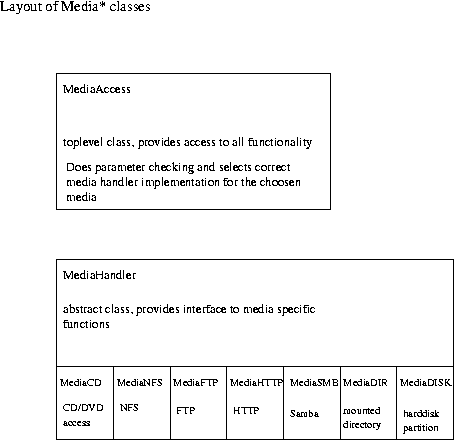 Layout of Media* classes
MediaAccess
toplevel class, provides access to all functionality
Does parameter checking and selects correct
media handler implementation for the choosen
media
MediaHandler
abstract class, provides interface to media specific
functions
MediaCD
CD/DVD
access
MediaNFS
NFS
MediaFTP
FTP
MediaHTTP
HTTP
MediaSMB
Samba
MediaDIR
mounted
directory
MediaDISK
harddisk
partition